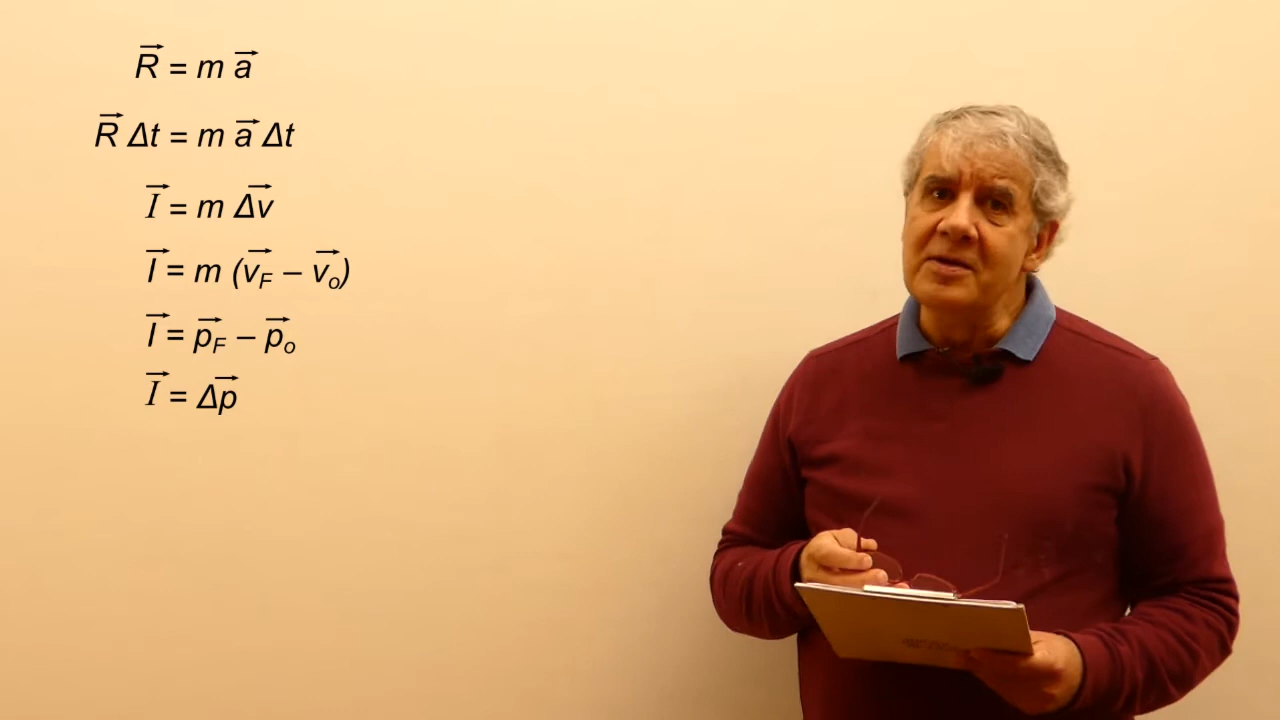 R⃗ = m a⃗
R⃗ Δt = m a⃗ Δt
I⃗ = m Δv⃗
I⃗ = m (v⃗F – v⃗o)
I⃗ = p⃗F – p⃗o
I⃗ = Δp⃗